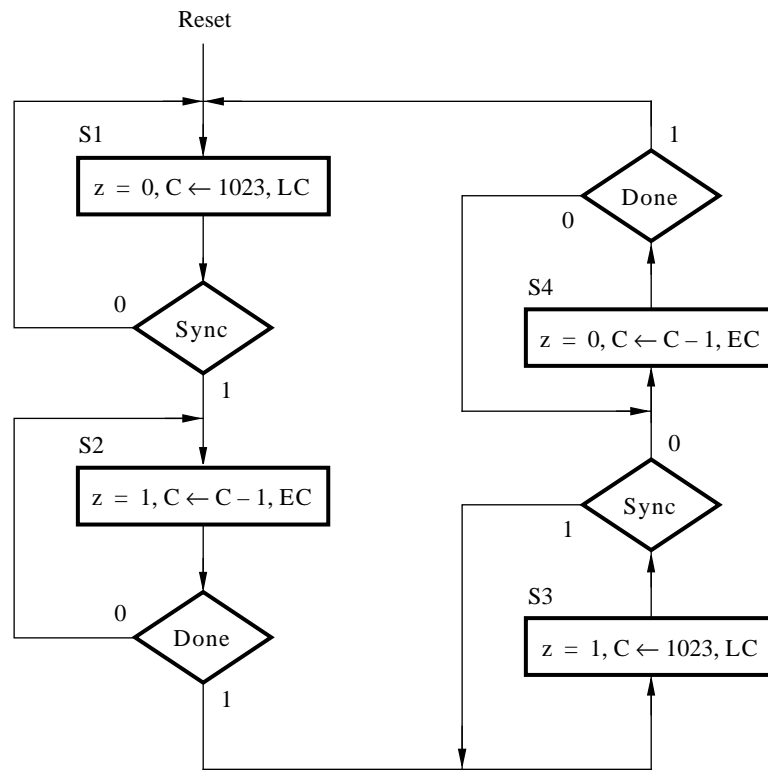 Reset
S1
z = 0, C ← 1023, LC
0
Sync
1
S2
z = 1, C ← C – 1, EC
0
Done
1
1
Done
0
S4
z = 0, C ← C – 1, EC
0
Sync
1
S3
z = 1, C ← 1023, LC